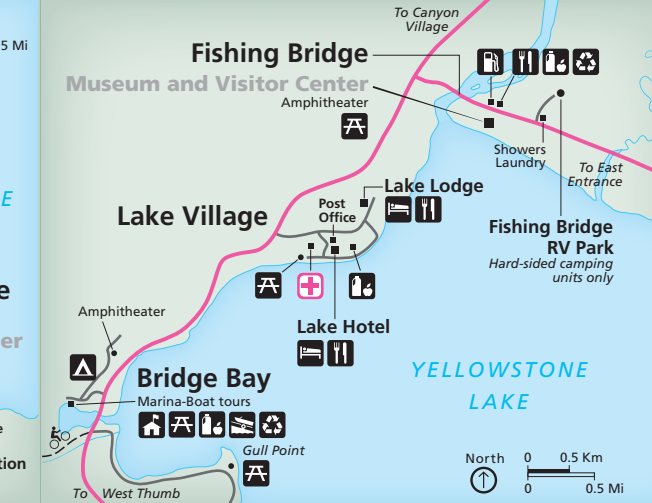 To Canyon
Village
5 Mi
Fishing Bridge
Museum and Visitor Center
Amphitheater
Showers
Laundry
To East
Entrance
Lake Lodge
Post
Office
Lake Village
Fishing Bridge
RV Park
Hard-sided camping
units only
E
e
Amphitheater
Lake Hotel
er
YELLOWSTONE
LAKE
Bridge Bay
Marina-Boat tours
e
tion
Gull Point
North
0 0.5 Km
0 0.5 Mi
To West Thumb